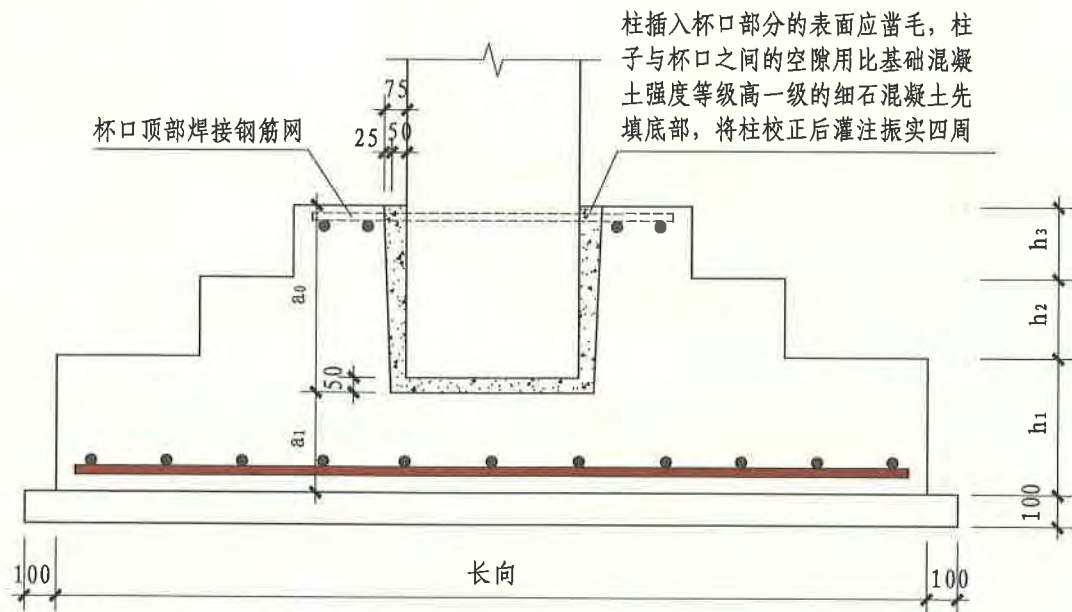 柱插入杯口部分的表面应凿毛，柱
子与杯口之间的空隙用比基础混凝
土强度等级高一级的细石混凝土先
填底部，将柱校正后灌注振实四周
75
杯口顶部焊接钢筋网
25
50
h3
a0
h2
50
h1
a1
100
100
长向
100